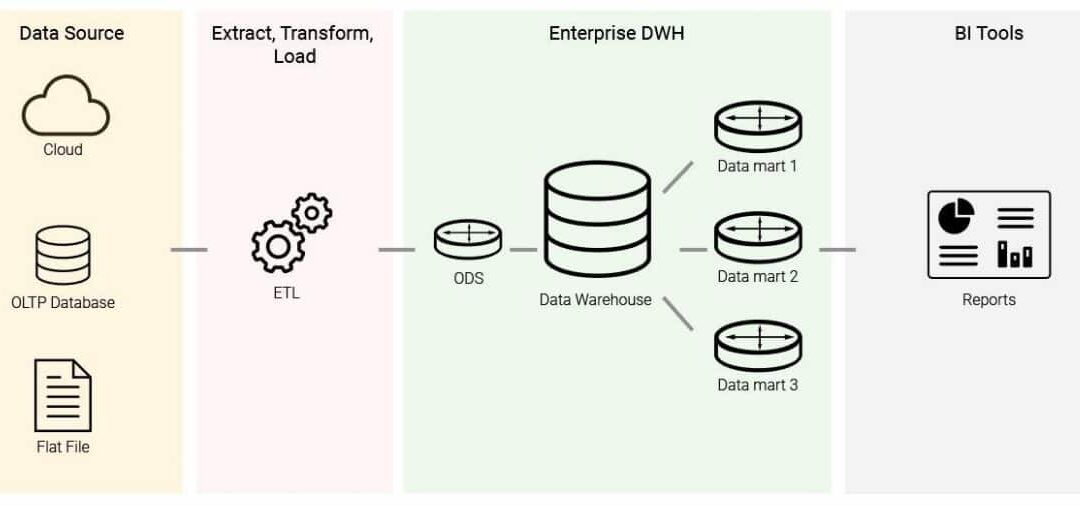 Data Source
Cloud
OLTP Database
Flat File
Extract, Transform,
Load
ETL
Enterprise DWH
ODS
Data Warehouse
Data mart 1
Data mart 2
Data mart 3
BI Tools
Reports